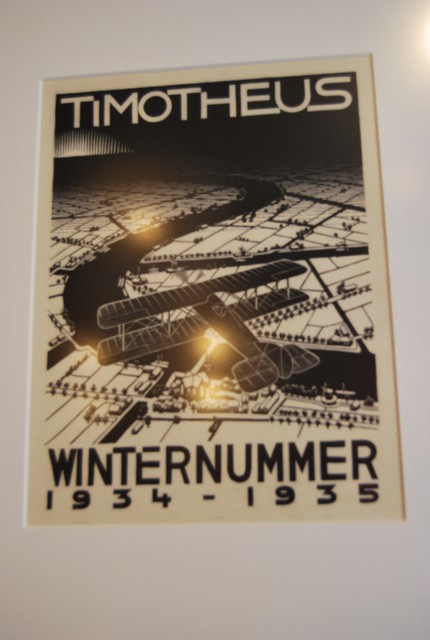 TIMOTHEUS
WINTERNUMMER
1934 - 1935